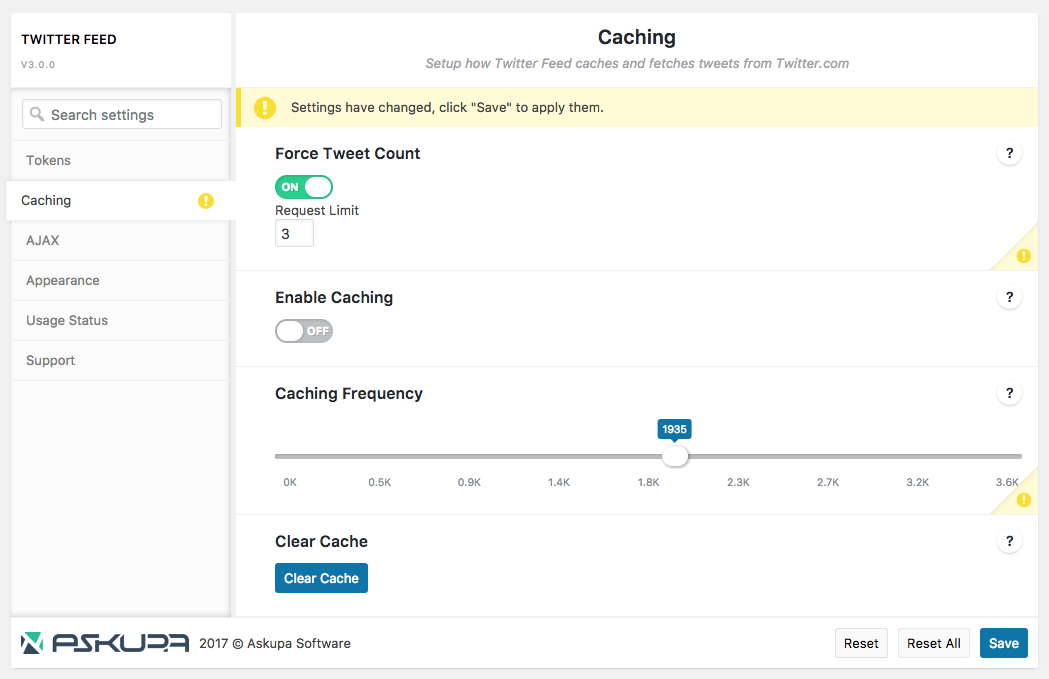 TWITTER FEED
V3.0.0
Search settings
Tokens
Caching
AJAX
Appearance
Usage Status
Support
Caching
Setup how Twitter Feed caches and fetches tweets from Twitter.com
Settings have changed, click "Save" to apply them.
Force Tweet Count
?
ON
Request Limit
3
Enable Caching
?
OFF
Caching Frequency
?
1935
0K 0.5K 0.9K 1.4K 1.8K 2.3K 2.7K 3.2K 3.6K
Clear Cache
?
Clear Cache
ASKUPA 2017 © Askupa Software
Reset Reset All Save